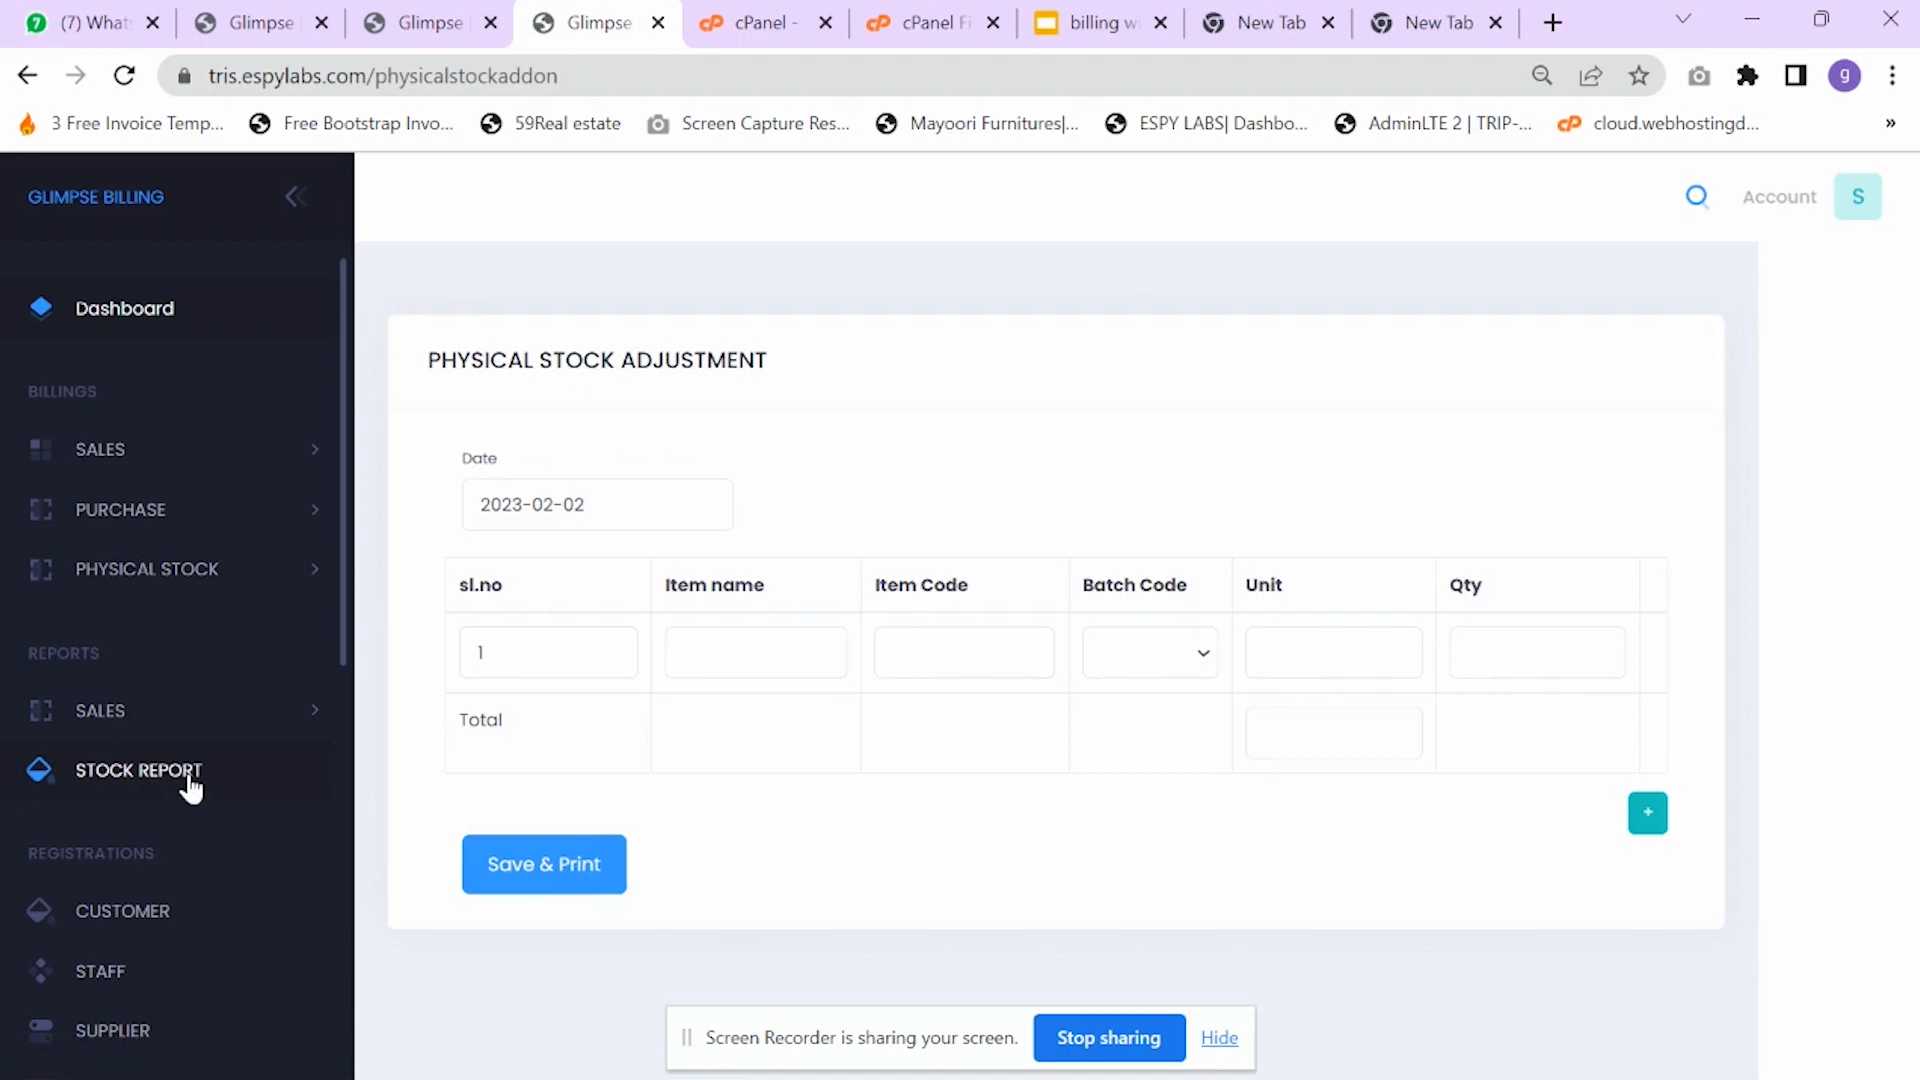 (7) Whats
Glimpse
Glimpse
Glimpse
cPanel -
cPanel Fi
billing wi
New Tab
New Tab
tris.espylabs.com/physicalstockaddon
g
3 Free Invoice Temp...
Free Bootstrap Invo...
59Real estate
Screen Capture Res...
Mayoori Furnitures|...
ESPY LABS| Dashbo...
AdminLTE 2 | TRIP-...
cloud.webhostingd...
»
GLIMPSE BILLING
Account
S
Dashboard
BILLINGS
SALES
PURCHASE
PHYSICAL STOCK
REPORTS
SALES
STOCK REPORT
REGISTRATIONS
CUSTOMER
STAFF
SUPPLIER
PHYSICAL STOCK ADJUSTMENT
Date
2023-02-02
sl.no Item name Item Code Batch Code Unit Qty
1
Total
+
Save & Print
Screen Recorder is sharing your screen. Stop sharing Hide